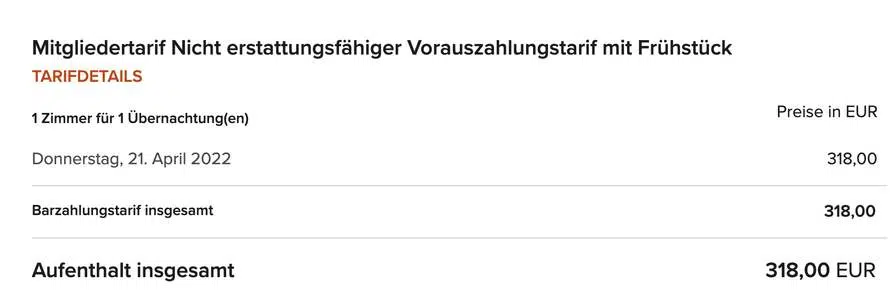 Mitgliedertarif Nicht erstattungsfähiger Vorauszahlungstarif mit Frühstück
TARIFDETAILS
1 Zimmer für 1 Übernachtung(en) Preise in EUR
Donnerstag, 21. April 2022 318,00
Barzahlungstarif insgesamt 318,00
Aufenthalt insgesamt 318,00 EUR